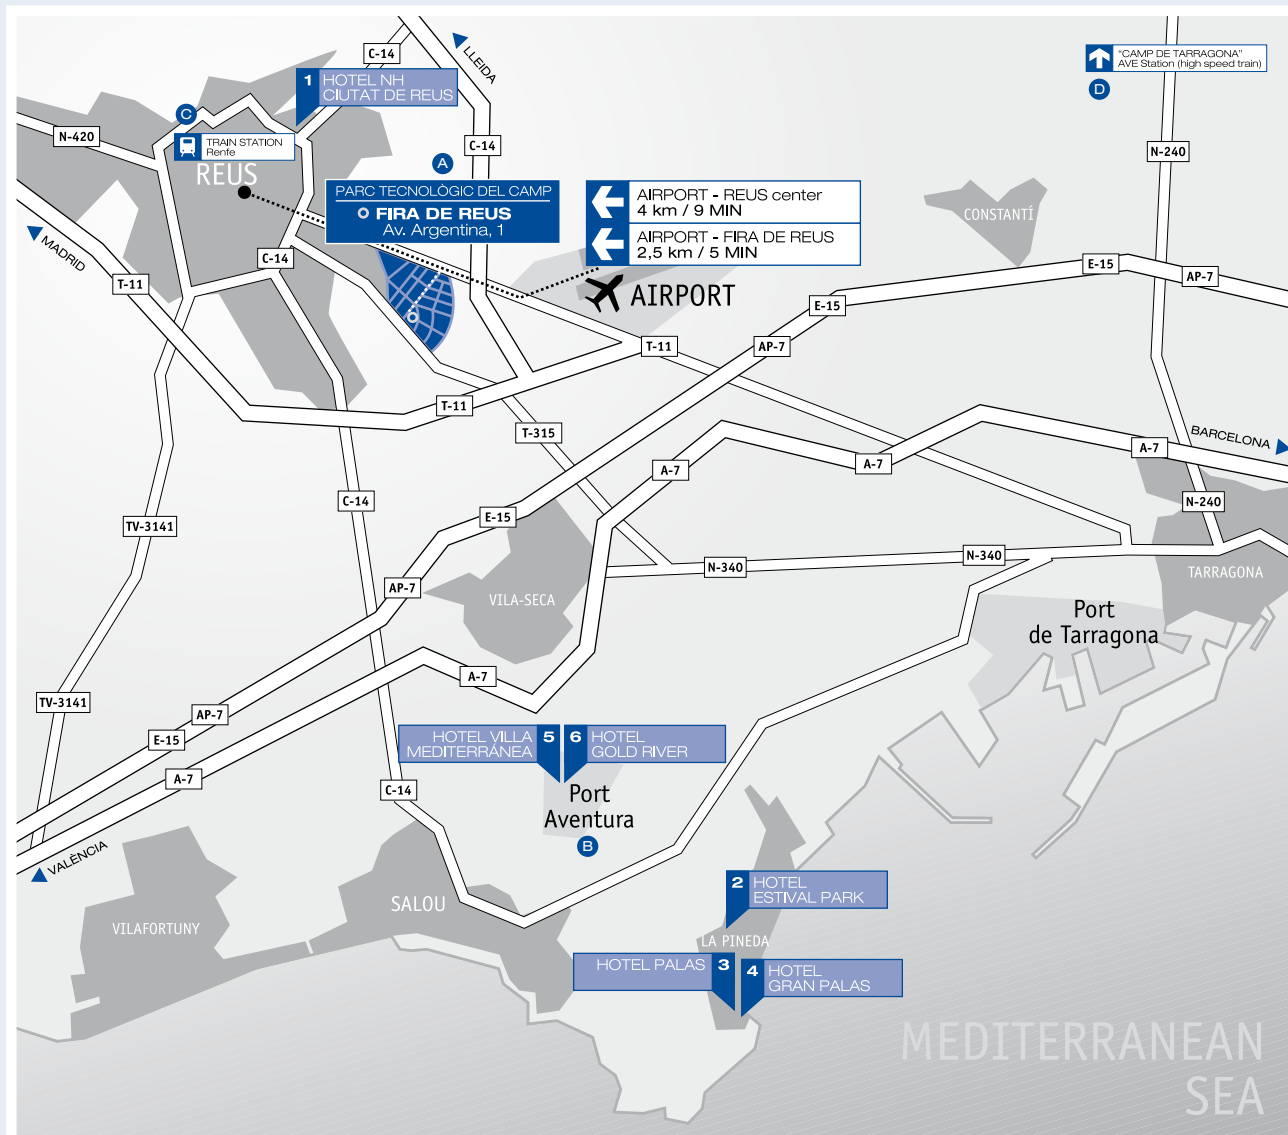 C-14
LLEIDA
"CAMP DE TARRAGONA"
AVE Station (high speed train)
D
1
HOTEL NH
CIUTAT DE REUS
C
N-420
TRAIN STATION
Renfe
REUS
C-14
A
N-240
PARC TECNOLÒGIC DEL CAMP
FIRA DE REUS
Av. Argentina, 1
AIRPORT - REUS center
4 km / 9 MIN
AIRPORT - FIRA DE REUS
2,5 km / 5 MIN
CONSTANTÍ
MADRID
C-14
T-11
AIRPORT
E-15
AP-7
E-15
T-11
AP-7
T-11
T-315
BARCELONA
A-7
A-7
A-7
C-14
N-240
E-15
TV-3141
N-340
N-340
TARRAGONA
AP-7
VILA-SECA
Port
de Tarragona
A-7
TV-3141
AP-7
E-15
HOTEL VILLA
MEDITERRÁNEA
5
6
HOTEL
GOLD RIVER
A-7
C-14
Port
Aventura
B
VALÈNCIA
SALOU
2
HOTEL
ESTIVAL PARK
VILAFORTUNY
LA PINEDA
HOTEL PALAS
3
4
HOTEL
GRAN PALAS
MEDITERRANEAN
SEA